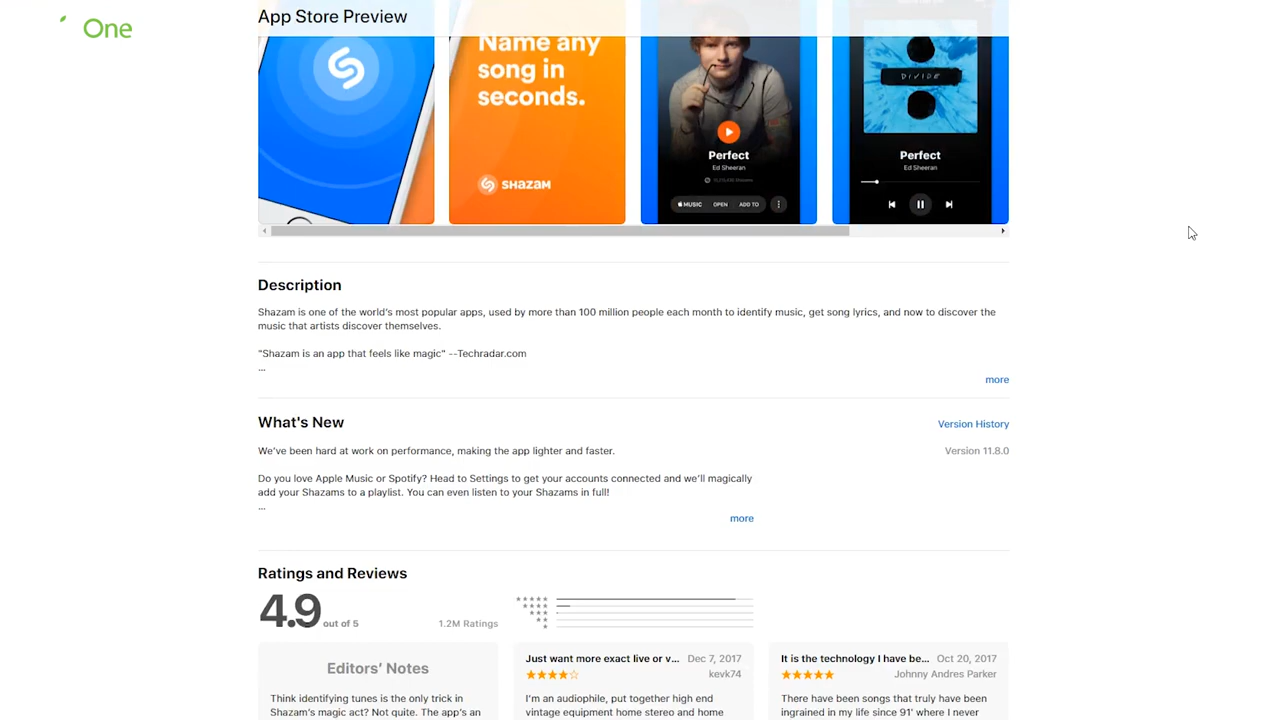 One
App Store Preview
Name any
song in
seconds.
SHAZAM
Perfect
Ed Sheeran
MUSIC OPEN ADD TO
DIVIDE
Perfect
Ed Sheeran
Description
Shazam is one of the world's most popular apps, used by more than 100 million people each month to identify music, get song lyrics, and now to discover the
music that artists discover themselves.
"Shazam is an app that feels like magic" --Techradar.com
...
more
What's New
Version History
We've been hard at work on performance, making the app lighter and faster.
Version 11.8.0
Do you love Apple Music or Spotify? Head to Settings to get your accounts connected and we'll magically
add your Shazams to a playlist. You can even listen to your Shazams in full!
...
more
Ratings and Reviews
4.9 out of 5
1.2M Ratings
Editors' Notes
Think identifying tunes is the only trick in
Shazam's magic act? Not quite. The app's an
Just want more exact live or v... Dec 7, 2017
kevk74
I'm an audiophile, put together high end
vintage equipment home stereo and home
It is the technology I have be... Oct 20, 2017
Johnny Andres Parker
There have been songs that truly have been
ingrained in my life since 91' where I never